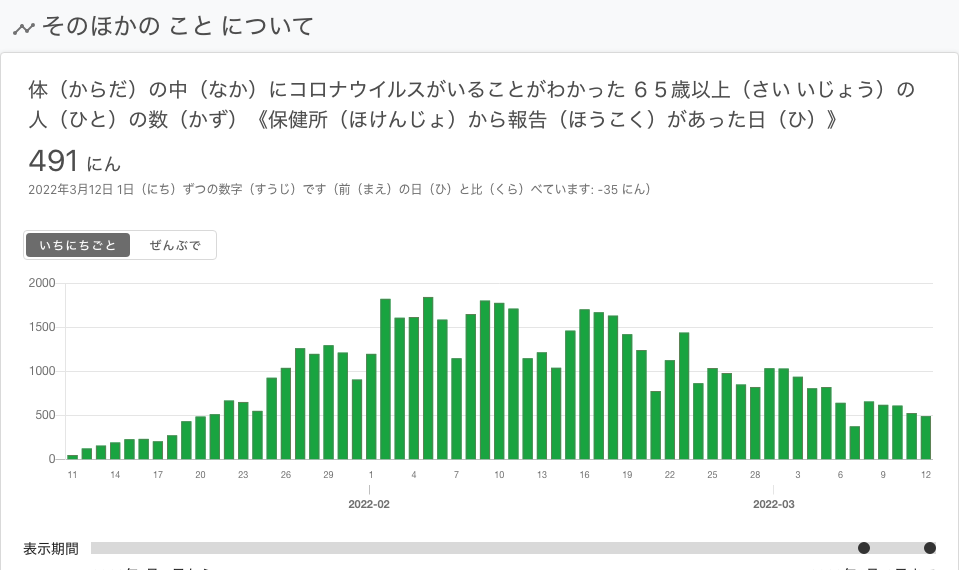 そのほかの こと について
体（からだ）の中（なか）にコロナウイルスがいることがわかった ６５歳以上（さい いじょう）の
人（ひと）の数（かず）《保健所（ほけんじょ）から報告（ほうこく）があった日（ひ）》
491 にん
2022年3月12日 1日（にち）ずつの数字（すうじ）です（前（まえ）の日（ひ）と比（くら）べています: -35 にん）
いちにちごと ぜんぶで
2000
1500
1000
500
0
11 14 17 20 23 26 29 1 4 7 10 13 16 19 22 25 28 3 6 9 12
2022-02 2022-03
表示期間